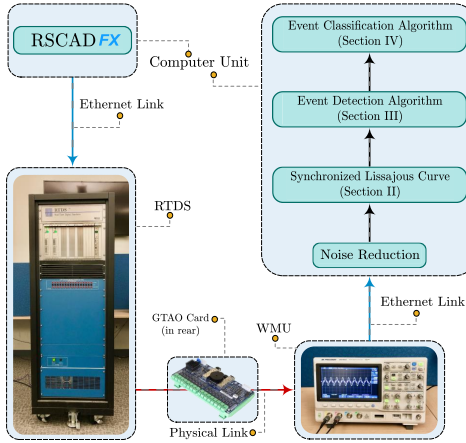 RSCAD FX
Computer Unit
Ethernet Link
Event Classification Algorithm
(Section IV)
Event Detection Algorithm
(Section III)
Synchronized Lissajous Curve
(Section II)
Noise Reduction
RTDS
RTDS
GTAO Card
(in rear)
WMU
Ethernet Link
Physical Link